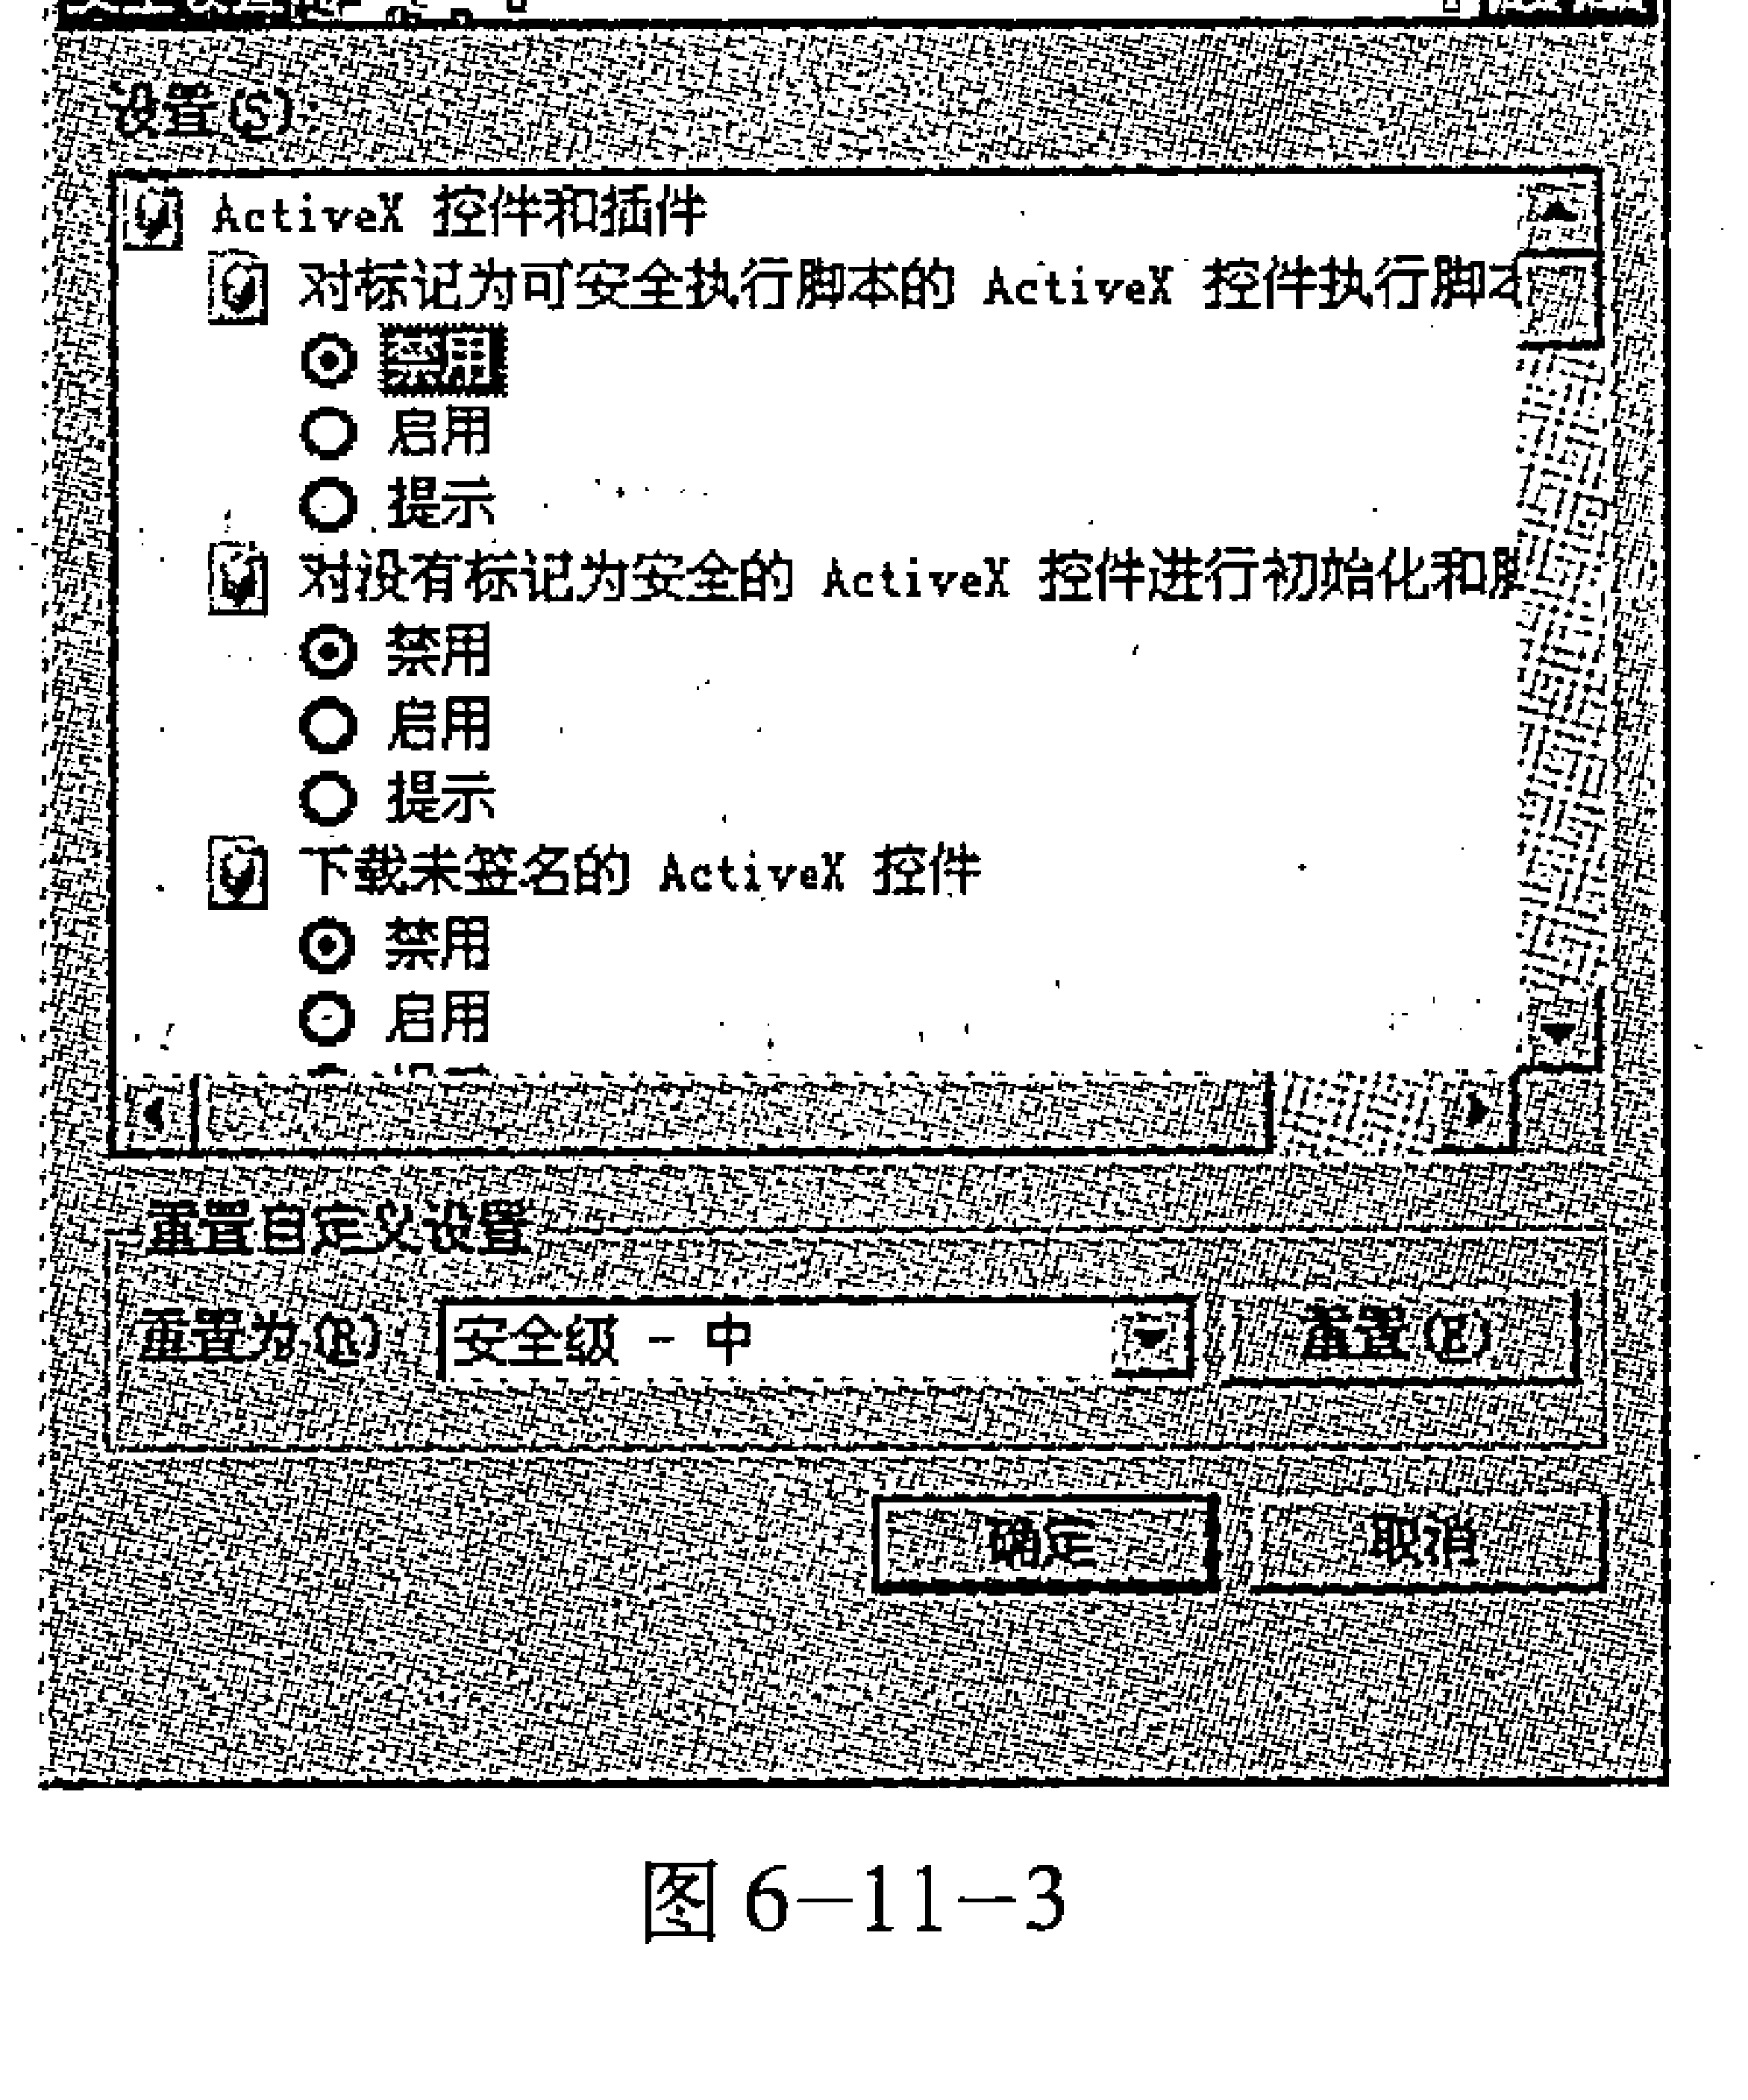 设置(S):
ActiveX 控件和插件
对标记为可安全执行脚本的 ActiveX 控件执行脚本
禁用
启用
提示
对没有标记为安全的 ActiveX 控件进行初始化和脚
禁用
启用
提示
下载未签名的 ActiveX 控件
禁用
启用
重置自定义设置
重置为(R)
安全级 - 中
重置(E)
确定
取消
图 6-11-3